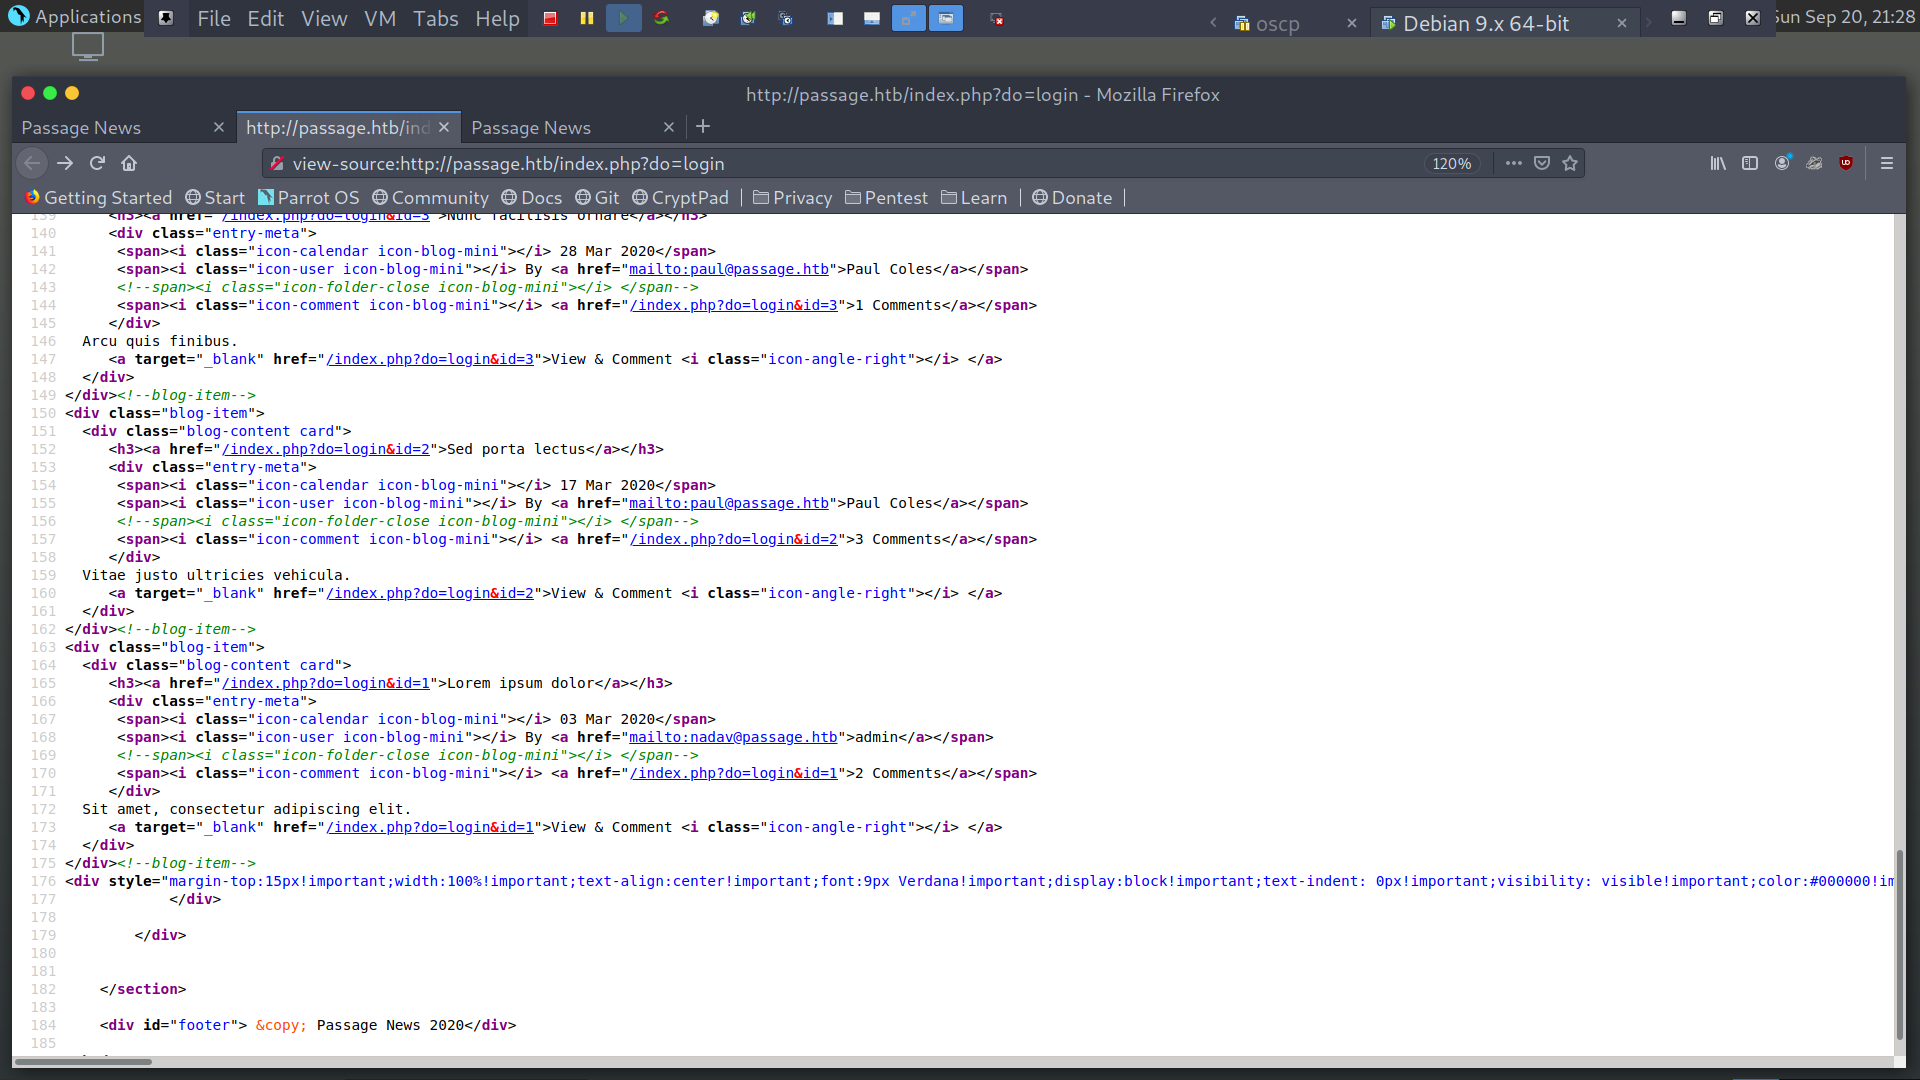 Applications File Edit View VM Tabs Help oscp Debian 9.x 64-bit Sun Sep 20, 21:28
http://passage.htb/index.php?do=login - Mozilla Firefox
Passage News http://passage.htb/ind Passage News
view-source:http://passage.htb/index.php?do=login 120%
Getting Started Start Parrot OS Community Docs Git CryptPad Privacy Pentest Learn Donate
139 <h3><a href="/index.php?do=login&id=3">Nunc facilisis ornare</a></h3>
140 <div class="entry-meta">
141 <span><i class="icon-calendar icon-blog-mini"></i> 28 Mar 2020</span>
142 <span><i class="icon-user icon-blog-mini"></i> By <a href="mailto:paul@passage.htb">Paul Coles</a></span>
143 <!--span><i class="icon-folder-close icon-blog-mini"></i> </span-->
144 <span><i class="icon-comment icon-blog-mini"></i> <a href="/index.php?do=login&id=3">1 Comments</a></span>
145 </div>
146 Arcu quis finibus.
147 <a target="_blank" href="/index.php?do=login&id=3">View & Comment <i class="icon-angle-right"></i> </a>
148 </div>
149 </div><!--blog-item-->
150 <div class="blog-item">
151 <div class="blog-content card">
152 <h3><a href="/index.php?do=login&id=2">Sed porta lectus</a></h3>
153 <div class="entry-meta">
154 <span><i class="icon-calendar icon-blog-mini"></i> 17 Mar 2020</span>
155 <span><i class="icon-user icon-blog-mini"></i> By <a href="mailto:paul@passage.htb">Paul Coles</a></span>
156 <!--span><i class="icon-folder-close icon-blog-mini"></i> </span-->
157 <span><i class="icon-comment icon-blog-mini"></i> <a href="/index.php?do=login&id=2">3 Comments</a></span>
158 </div>
159 Vitae justo ultricies vehicula.
160 <a target="_blank" href="/index.php?do=login&id=2">View & Comment <i class="icon-angle-right"></i> </a>
161 </div>
162 </div><!--blog-item-->
163 <div class="blog-item">
164 <div class="blog-content card">
165 <h3><a href="/index.php?do=login&id=1">Lorem ipsum dolor</a></h3>
166 <div class="entry-meta">
167 <span><i class="icon-calendar icon-blog-mini"></i> 03 Mar 2020</span>
168 <span><i class="icon-user icon-blog-mini"></i> By <a href="mailto:nadav@passage.htb">admin</a></span>
169 <!--span><i class="icon-folder-close icon-blog-mini"></i> </span-->
170 <span><i class="icon-comment icon-blog-mini"></i> <a href="/index.php?do=login&id=1">2 Comments</a></span>
171 </div>
172 Sit amet, consectetur adipiscing elit.
173 <a target="_blank" href="/index.php?do=login&id=1">View & Comment <i class="icon-angle-right"></i> </a>
174 </div>
175 </div><!--blog-item-->
176 <div style="margin-top:15px!important;width:100%!important;text-align:center!important;font:9px Verdana!important;display:block!important;text-indent: 0px!important;visibility: visible!important;color:#000000!im
177 </div>
178
179 </div>
180
181
182 </section>
183
184 <div id="footer"> &copy; Passage News 2020</div>
185